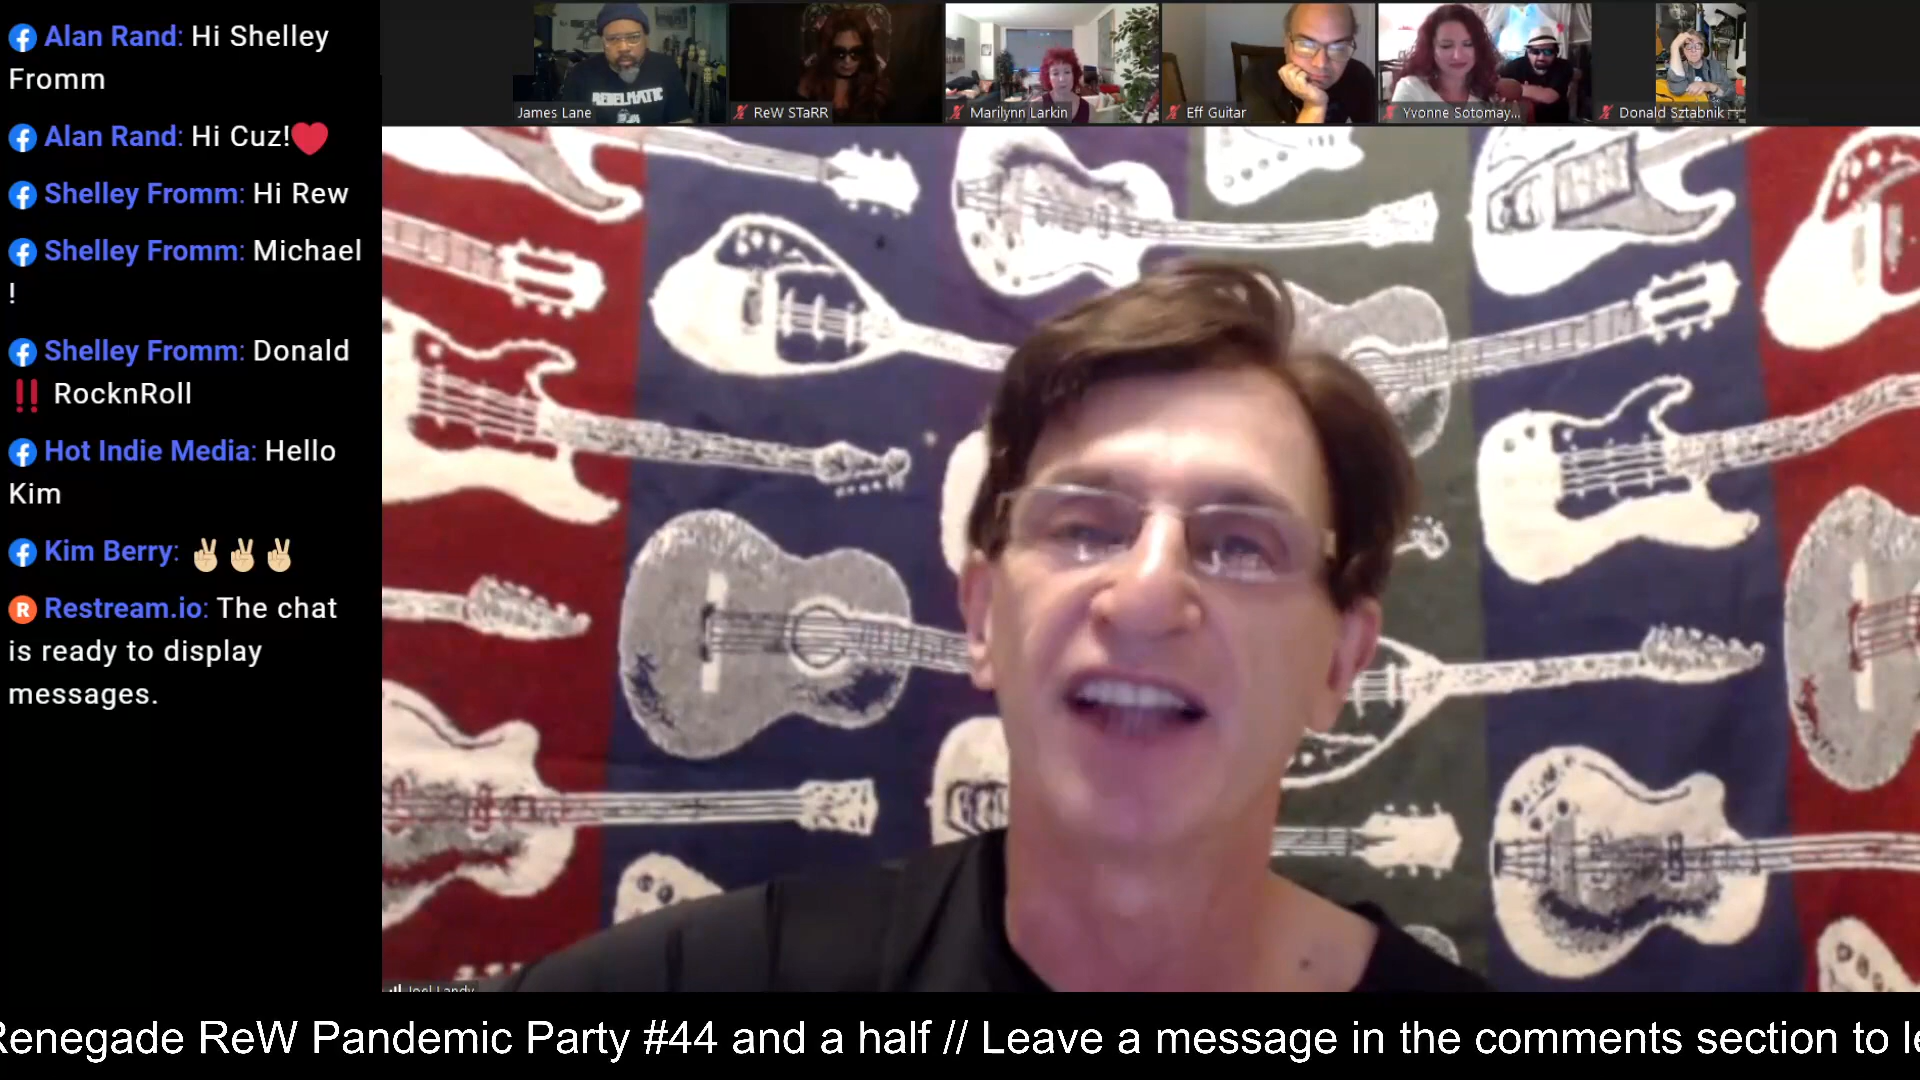 Alan Rand: Hi Shelley
Fromm
Alan Rand: Hi Cuz!❤️
Shelley Fromm: Hi Rew
Shelley Fromm: Michael
!
Shelley Fromm: Donald
‼️ RocknRoll
Hot Indie Media: Hello
Kim
Kim Berry: ✌🏼✌🏼✌🏼
R Restream.io: The chat
is ready to display
messages.
James Lane
ReW STaRR
Marilynn Larkin
Eff Guitar
Yvonne Sotomay...
Donald Sztabnik
REBELMATIC
Joel Landy
Renegade ReW Pandemic Party #44 and a half // Leave a message in the comments section to le